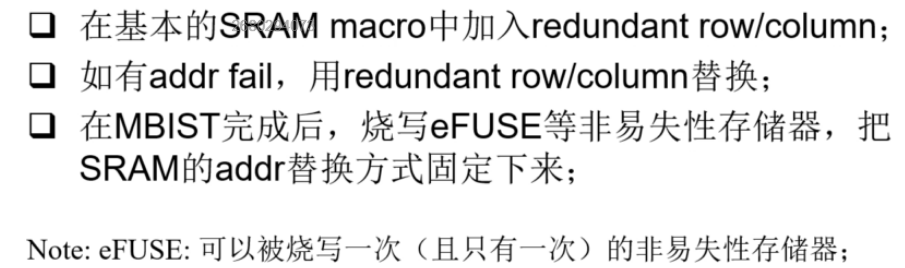 ❑ 在基本的SRAM macro中加入redundant row/column；
❑ 如有addr fail，用redundant row/column替换；
❑ 在MBIST完成后，烧写eFUSE等非易失性存储器，把
SRAM的addr替换方式固定下来；
Note: eFUSE: 可以被烧写一次（且只有一次）的非易失性存储器；